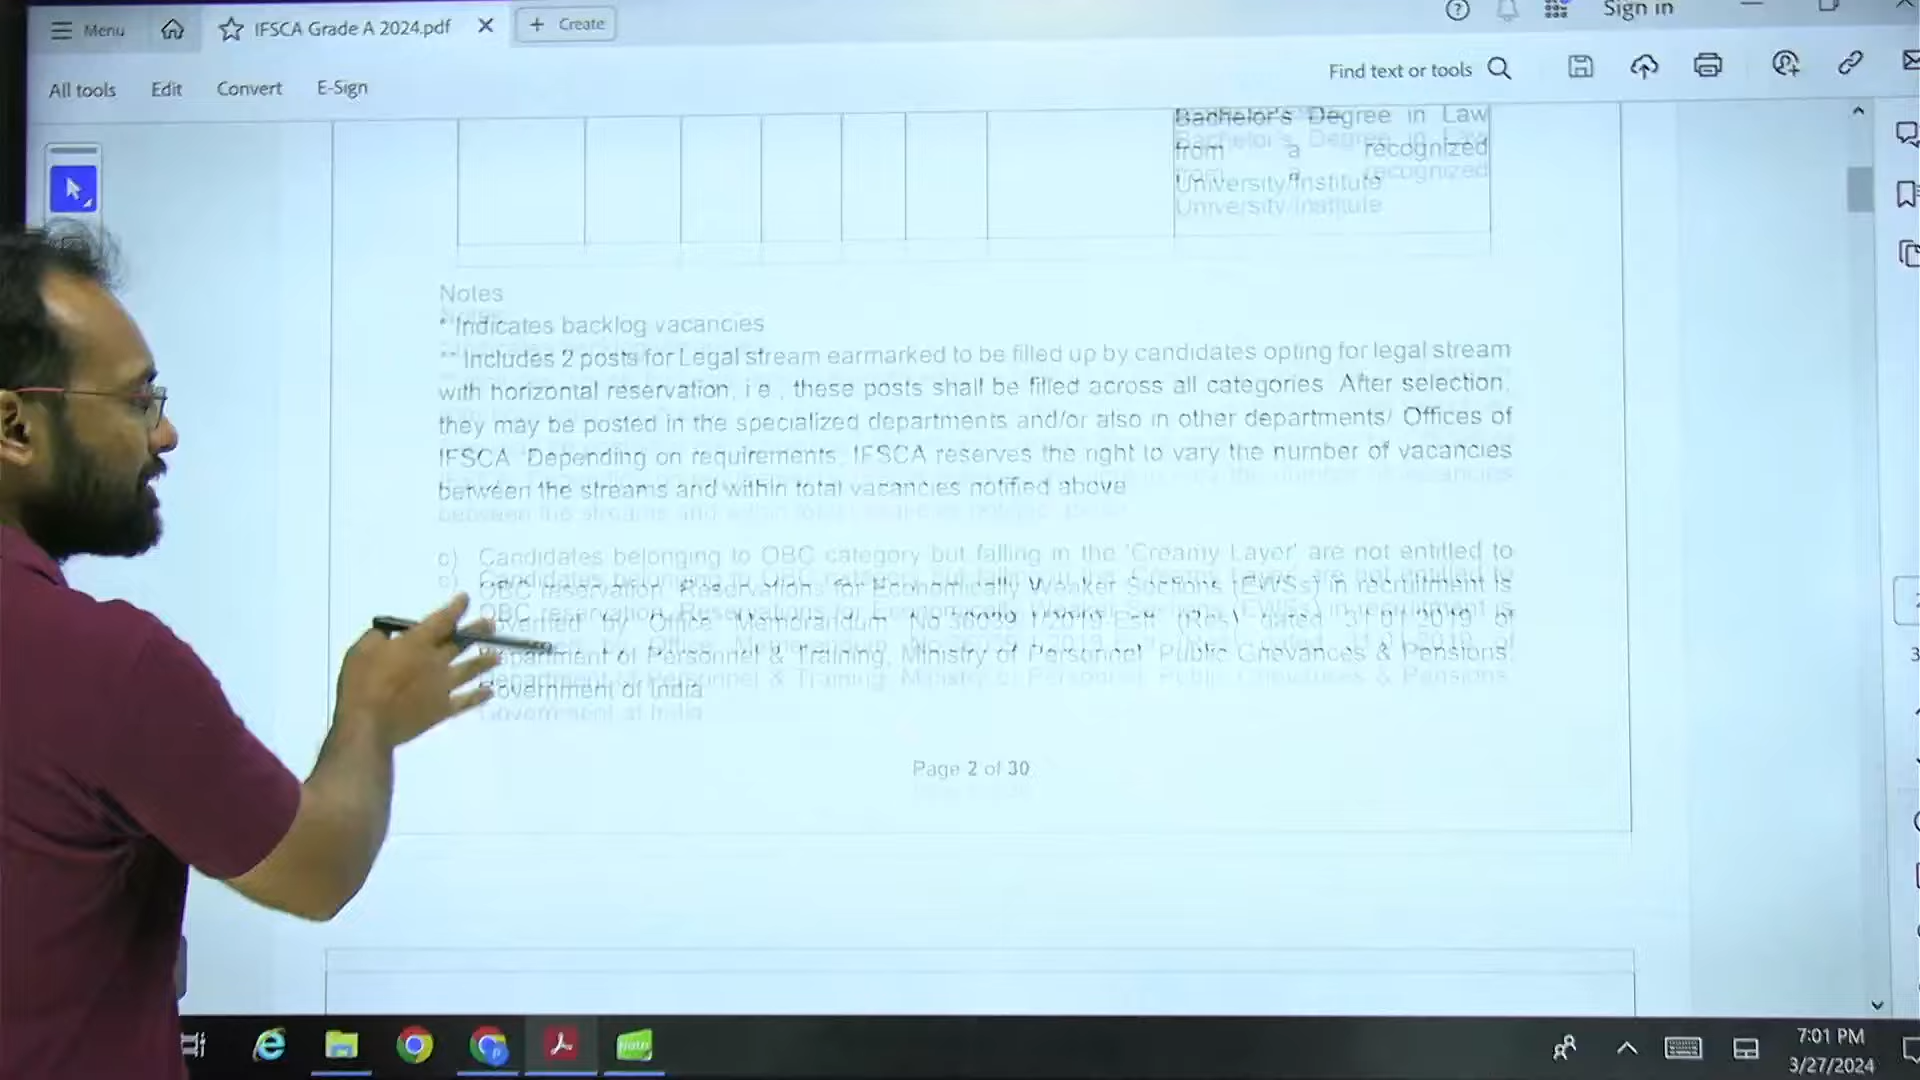 Menu
IFSCA Grade A 2024.pdf
+ Create
Sign in
All tools
Edit
Convert
E-Sign
Find text or tools
Bachelor's Degree in Law
from a recognized
University/Institute
Notes
* Indicates backlog vacancies
** Includes 2 posts for Legal stream earmarked to be filled up by candidates opting for legal stream
with horizontal reservation, i.e., these posts shall be filled across all categories. After selection,
they may be posted in the specialized departments and/or also in other departments/ Offices of
IFSCA. Depending on requirements, IFSCA reserves the right to vary the number of vacancies
between the streams and within total vacancies notified above.
c) Candidates belonging to OBC category but falling in the 'Creamy Layer' are not entitled to
OBC reservation. Reservations for Economically Weaker Sections (EWSs) in recruitment is
governed by Office Memorandum No.36039/1/2019-Estt (Res) dated 31.01.2019 of
Department of Personnel & Training, Ministry of Personnel, Public Grievances & Pensions,
Government of India.
Page 2 of 30
7:01 PM
3/27/2024